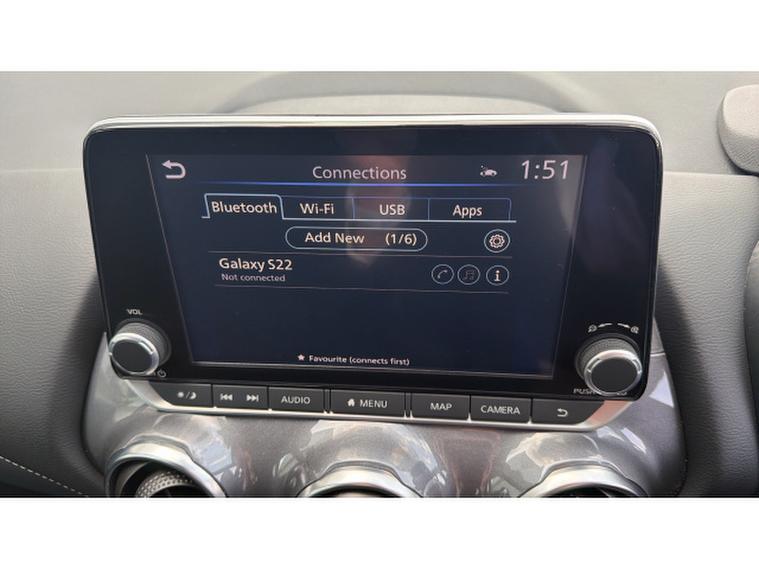 Connections 1:51
Bluetooth Wi-Fi USB Apps
Add New (1/6)
Galaxy S22
Not connected
Favourite (connects first)
VOL
AUDIO MENU MAP CAMERA